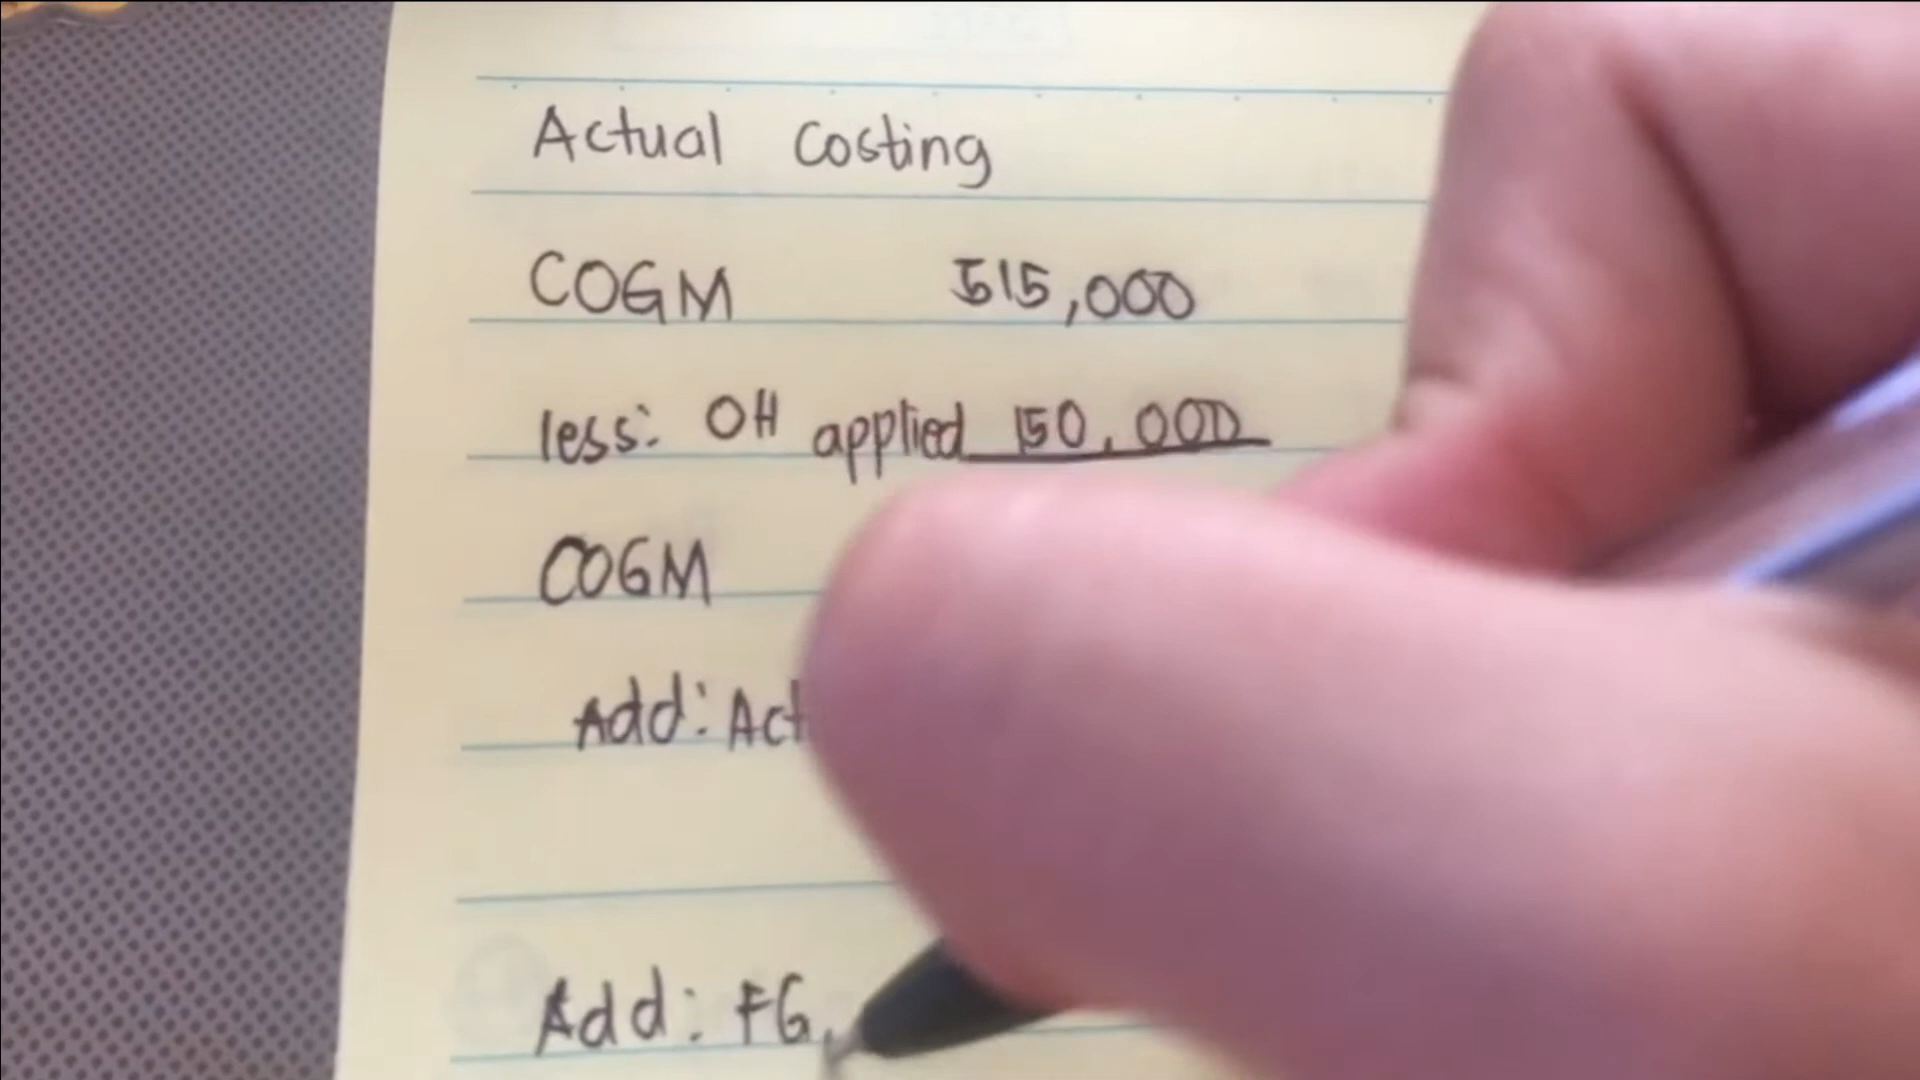 Actual Costing
COGM 515,000
less: OH applied 150,000
COGM
Add: Act
Add: FG,